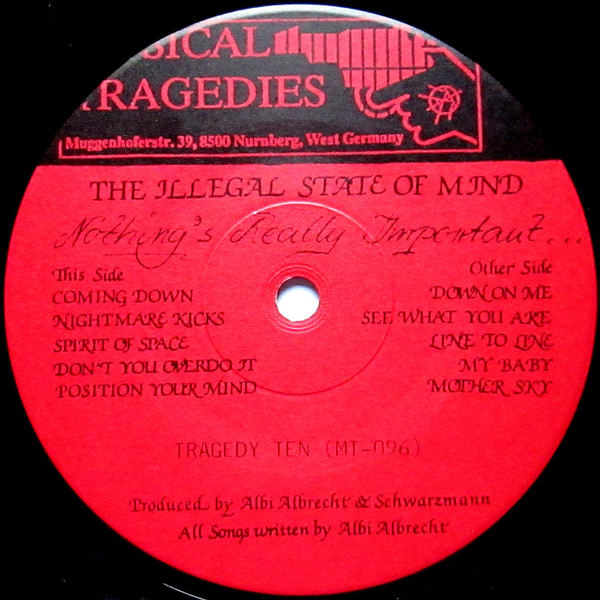 SICAL
RAGEDIES
Muggenhoferstr. 39, 8500 Nurnberg, West Germany
THE ILLEGAL STATE OF MIND
Nothing's Really Important...
This Side
COMING DOWN
NIGHTMARE KICKS
SPIRIT OF SPACE
DON'T YOU OVERDO IT
POSITION YOUR MIND
Other Side
DOWN ON ME
SEE WHAT YOU ARE
LINE TO LINE
MY BABY
MOTHER SKY
TRAGEDY TEN (MT-096)
Produced by Albi Albrecht & Schwarzmann
All Songs written by Albi Albrecht